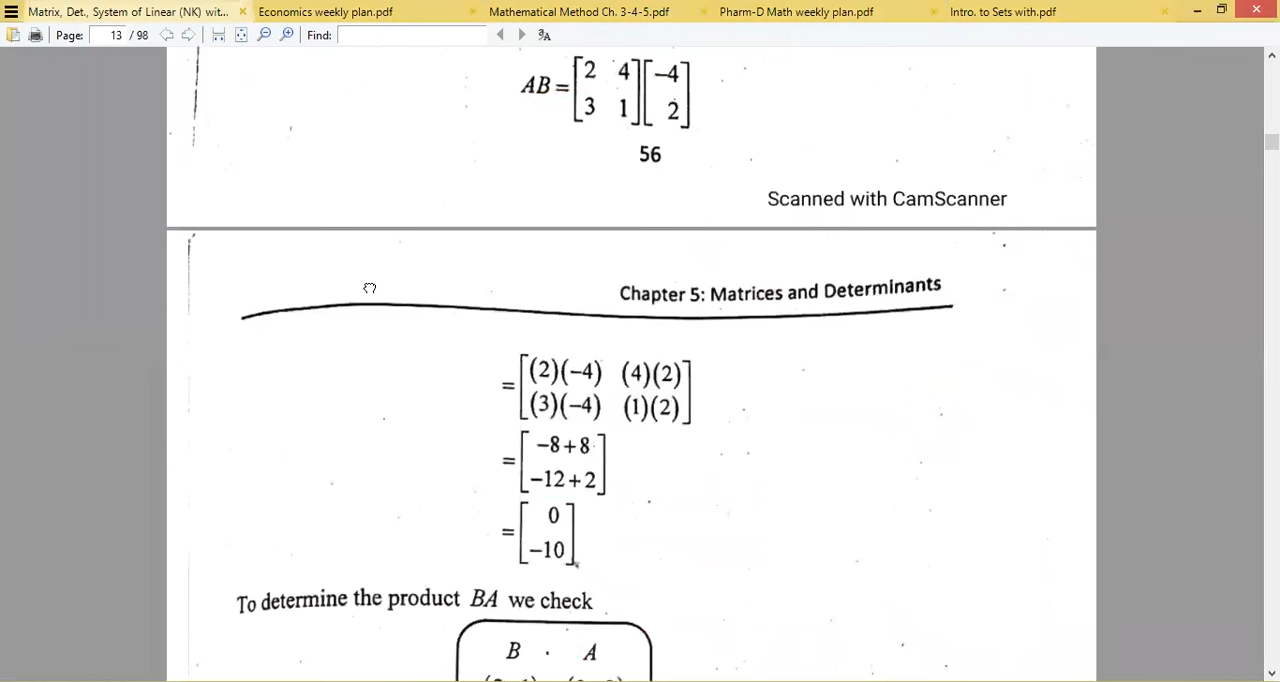 Matrix, Det., System of Linear (NK) wit...
Economics weekly plan.pdf
Mathematical Method Ch. 3-4-5.pdf
Pharm-D Math weekly plan.pdf
Intro. to Sets with.pdf
Page: 13 / 98 Find:
AB = [2 4] [−4]
[3 1] [2]
56
Scanned with CamScanner
Chapter 5: Matrices and Determinants
= [(2)(−4) (4)(2)]
[(3)(−4) (1)(2)]
= [−8+8]
[−12+2]
= [0]
[−10]
To determine the product BA we check
B · A